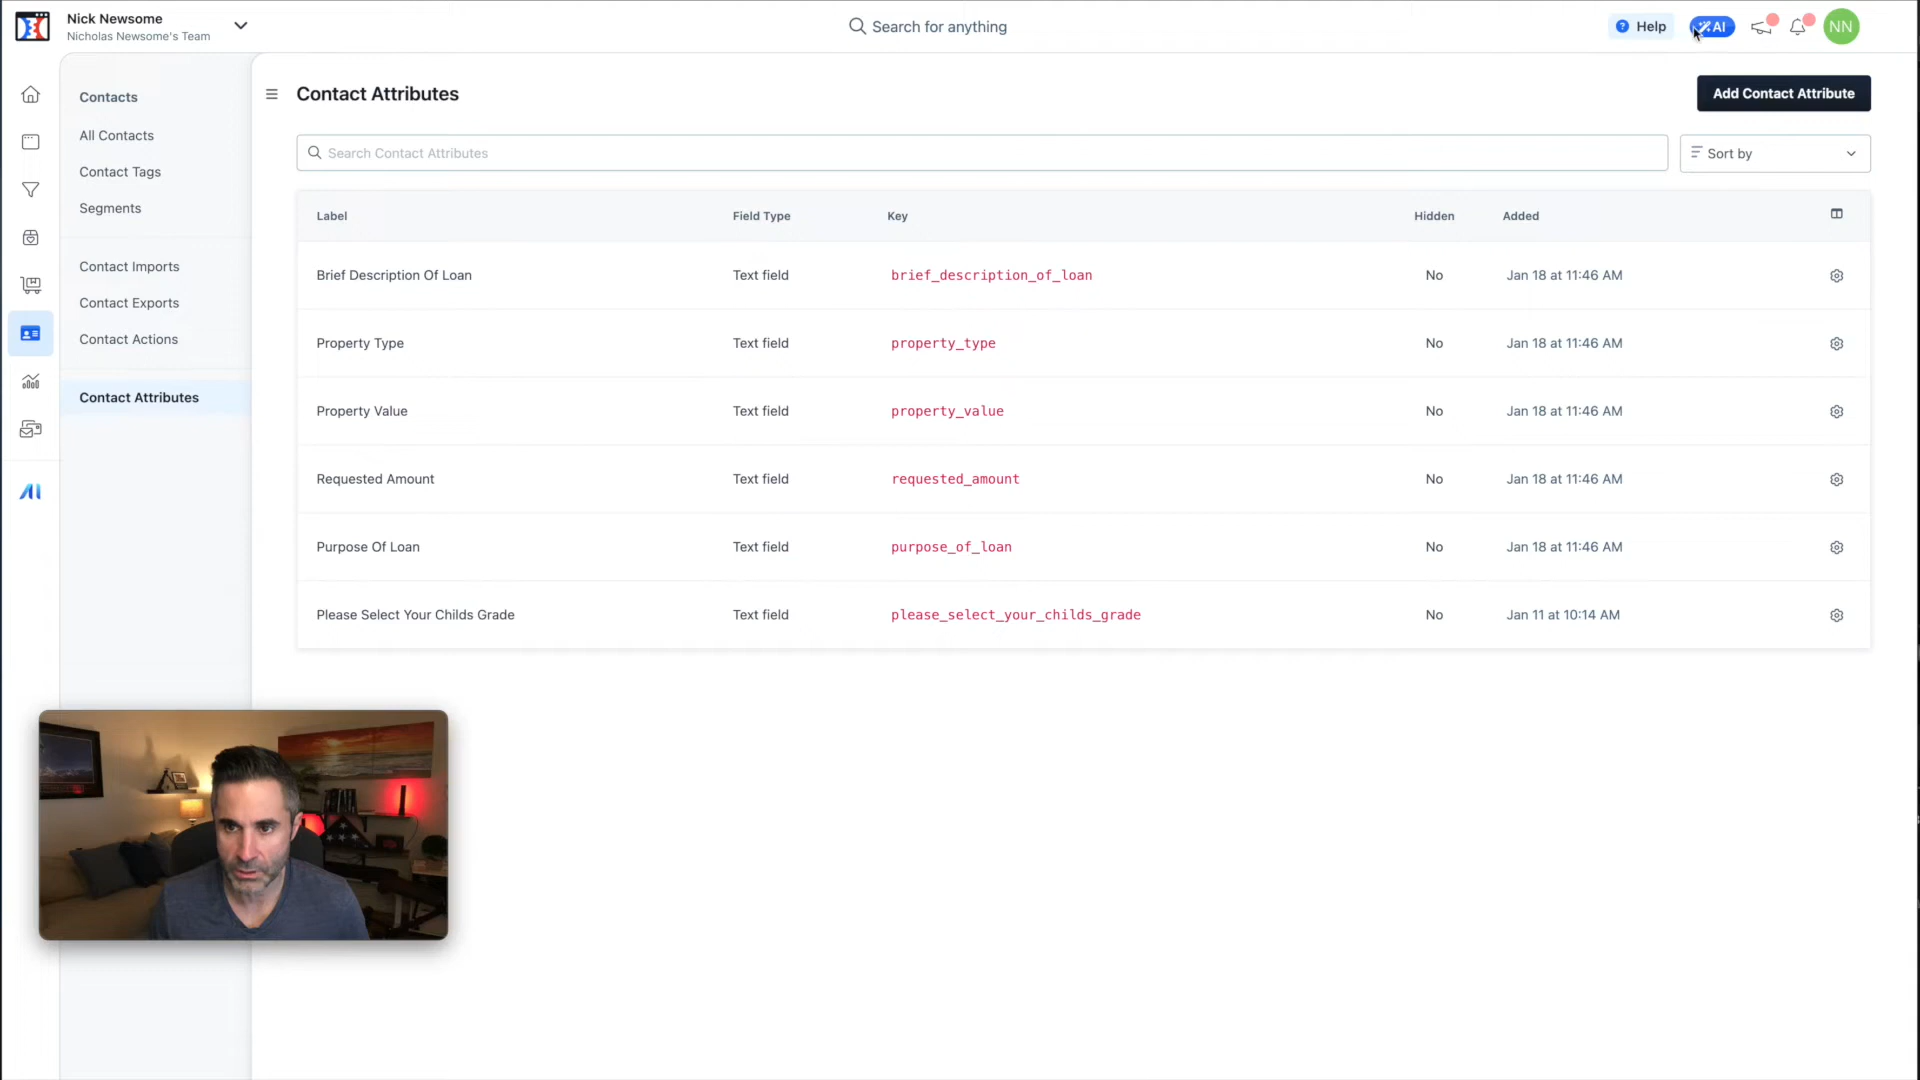 Nick Newsome
Nicholas Newsome's Team
Search for anything
Help
AI
NN
Contacts
All Contacts
Contact Tags
Segments
Contact Imports
Contact Exports
Contact Actions
Contact Attributes
AI
Contact Attributes
Add Contact Attribute
Search Contact Attributes
Sort by
Label Field Type Key Hidden Added
Brief Description Of Loan Text field brief_description_of_loan No Jan 18 at 11:46 AM
Property Type Text field property_type No Jan 18 at 11:46 AM
Property Value Text field property_value No Jan 18 at 11:46 AM
Requested Amount Text field requested_amount No Jan 18 at 11:46 AM
Purpose Of Loan Text field purpose_of_loan No Jan 18 at 11:46 AM
Please Select Your Childs Grade Text field please_select_your_childs_grade No Jan 11 at 10:14 AM